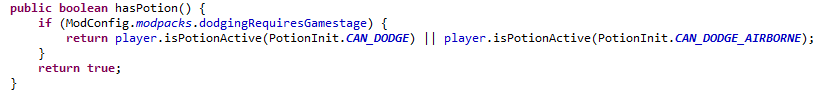 public boolean hasPotion() {
    if (ModConfig.modpacks.dodgingRequiresGamestage) {
        return player.isPotionActive(PotionInit.CAN_DODGE) || player.isPotionActive(PotionInit.CAN_DODGE_AIRBORNE);
    }
    return true;
}